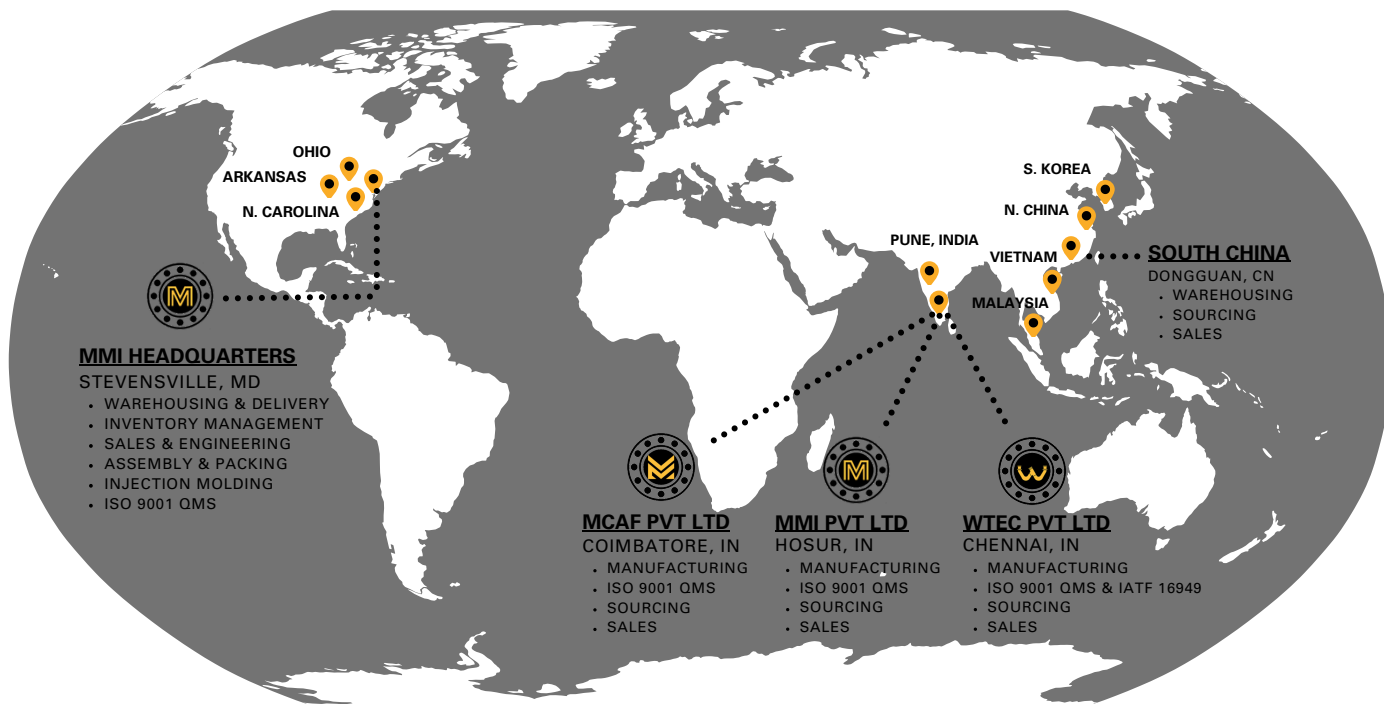 OHIO
ARKANSAS
N. CAROLINA
S. KOREA
N. CHINA
PUNE, INDIA
VIETNAM
MALAYSIA
SOUTH CHINA
DONGGUAN, CN
• WAREHOUSING
• SOURCING
• SALES
M
MMI HEADQUARTERS
STEVENSVILLE, MD
• WAREHOUSING & DELIVERY
• INVENTORY MANAGEMENT
• SALES & ENGINEERING
• ASSEMBLY & PACKING
• INJECTION MOLDING
• ISO 9001 QMS
M
MCAF PVT LTD
COIMBATORE, IN
• MANUFACTURING
• ISO 9001 QMS
• SOURCING
• SALES
M
MMI PVT LTD
HOSUR, IN
• MANUFACTURING
• ISO 9001 QMS
• SOURCING
• SALES
W
WTEC PVT LTD
CHENNAI, IN
• MANUFACTURING
• ISO 9001 QMS & IATF 16949
• SOURCING
• SALES